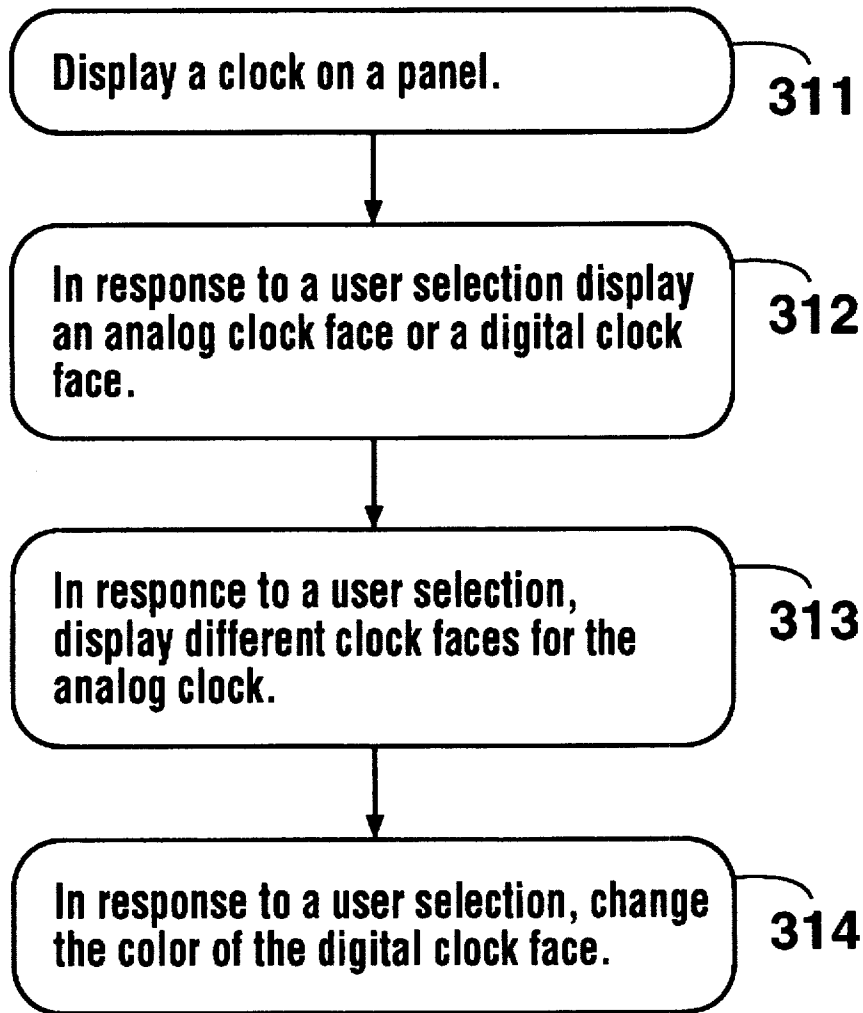 Display a clock on a panel.
311
In response to a user selection display
an analog clock face or a digital clock
face.
312
In responce to a user selection,
display different clock faces for the
analog clock.
313
In response to a user selection, change
the color of the digital clock face.
314